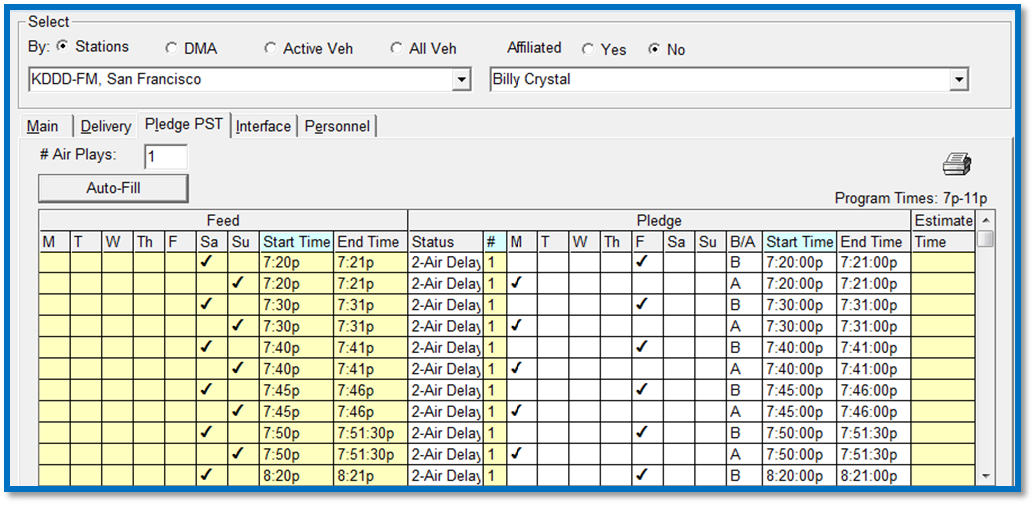 Select
By: Stations DMA Active Veh All Veh Affiliated Yes No
KDDD-FM, San Francisco Billy Crystal
Main Delivery Pledge PST Interface Personnel
# Air Plays: 1
Auto-Fill
Program Times: 7p-11p
Feed Pledge Estimate
M T W Th F Sa Su Start Time End Time Status # M T W Th F Sa Su B/A Start Time End Time Time
✓ 7:20p 7:21p 2-Air Delay 1 ✓ B 7:20:00p 7:21:00p
✓ 7:20p 7:21p 2-Air Delay 1 ✓ A 7:20:00p 7:21:00p
✓ 7:30p 7:31p 2-Air Delay 1 ✓ B 7:30:00p 7:31:00p
✓ 7:30p 7:31p 2-Air Delay 1 ✓ A 7:30:00p 7:31:00p
✓ 7:40p 7:41p 2-Air Delay 1 ✓ B 7:40:00p 7:41:00p
✓ 7:40p 7:41p 2-Air Delay 1 ✓ A 7:40:00p 7:41:00p
✓ 7:45p 7:46p 2-Air Delay 1 ✓ B 7:45:00p 7:46:00p
✓ 7:45p 7:46p 2-Air Delay 1 ✓ A 7:45:00p 7:46:00p
✓ 7:50p 7:51:30p 2-Air Delay 1 ✓ B 7:50:00p 7:51:00p
✓ 7:50p 7:51:30p 2-Air Delay 1 ✓ A 7:50:00p 7:51:00p
✓ 8:20p 8:21p 2-Air Delay 1 ✓ B 8:20:00p 8:21:00p